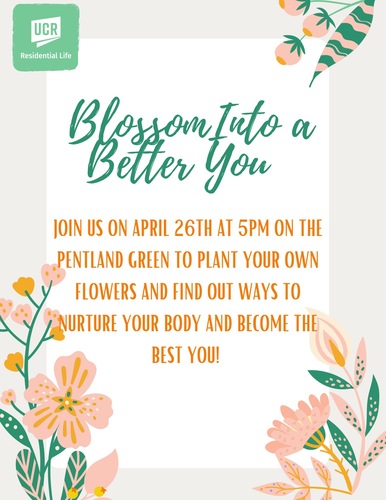 UCR
Residential Life
Blossom Into a
Better You
JOIN US ON APRIL 26TH AT 5PM ON THE
PENTLAND GREEN TO PLANT YOUR OWN
FLOWERS AND FIND OUT WAYS TO
NURTURE YOUR BODY AND BECOME THE
BEST YOU!